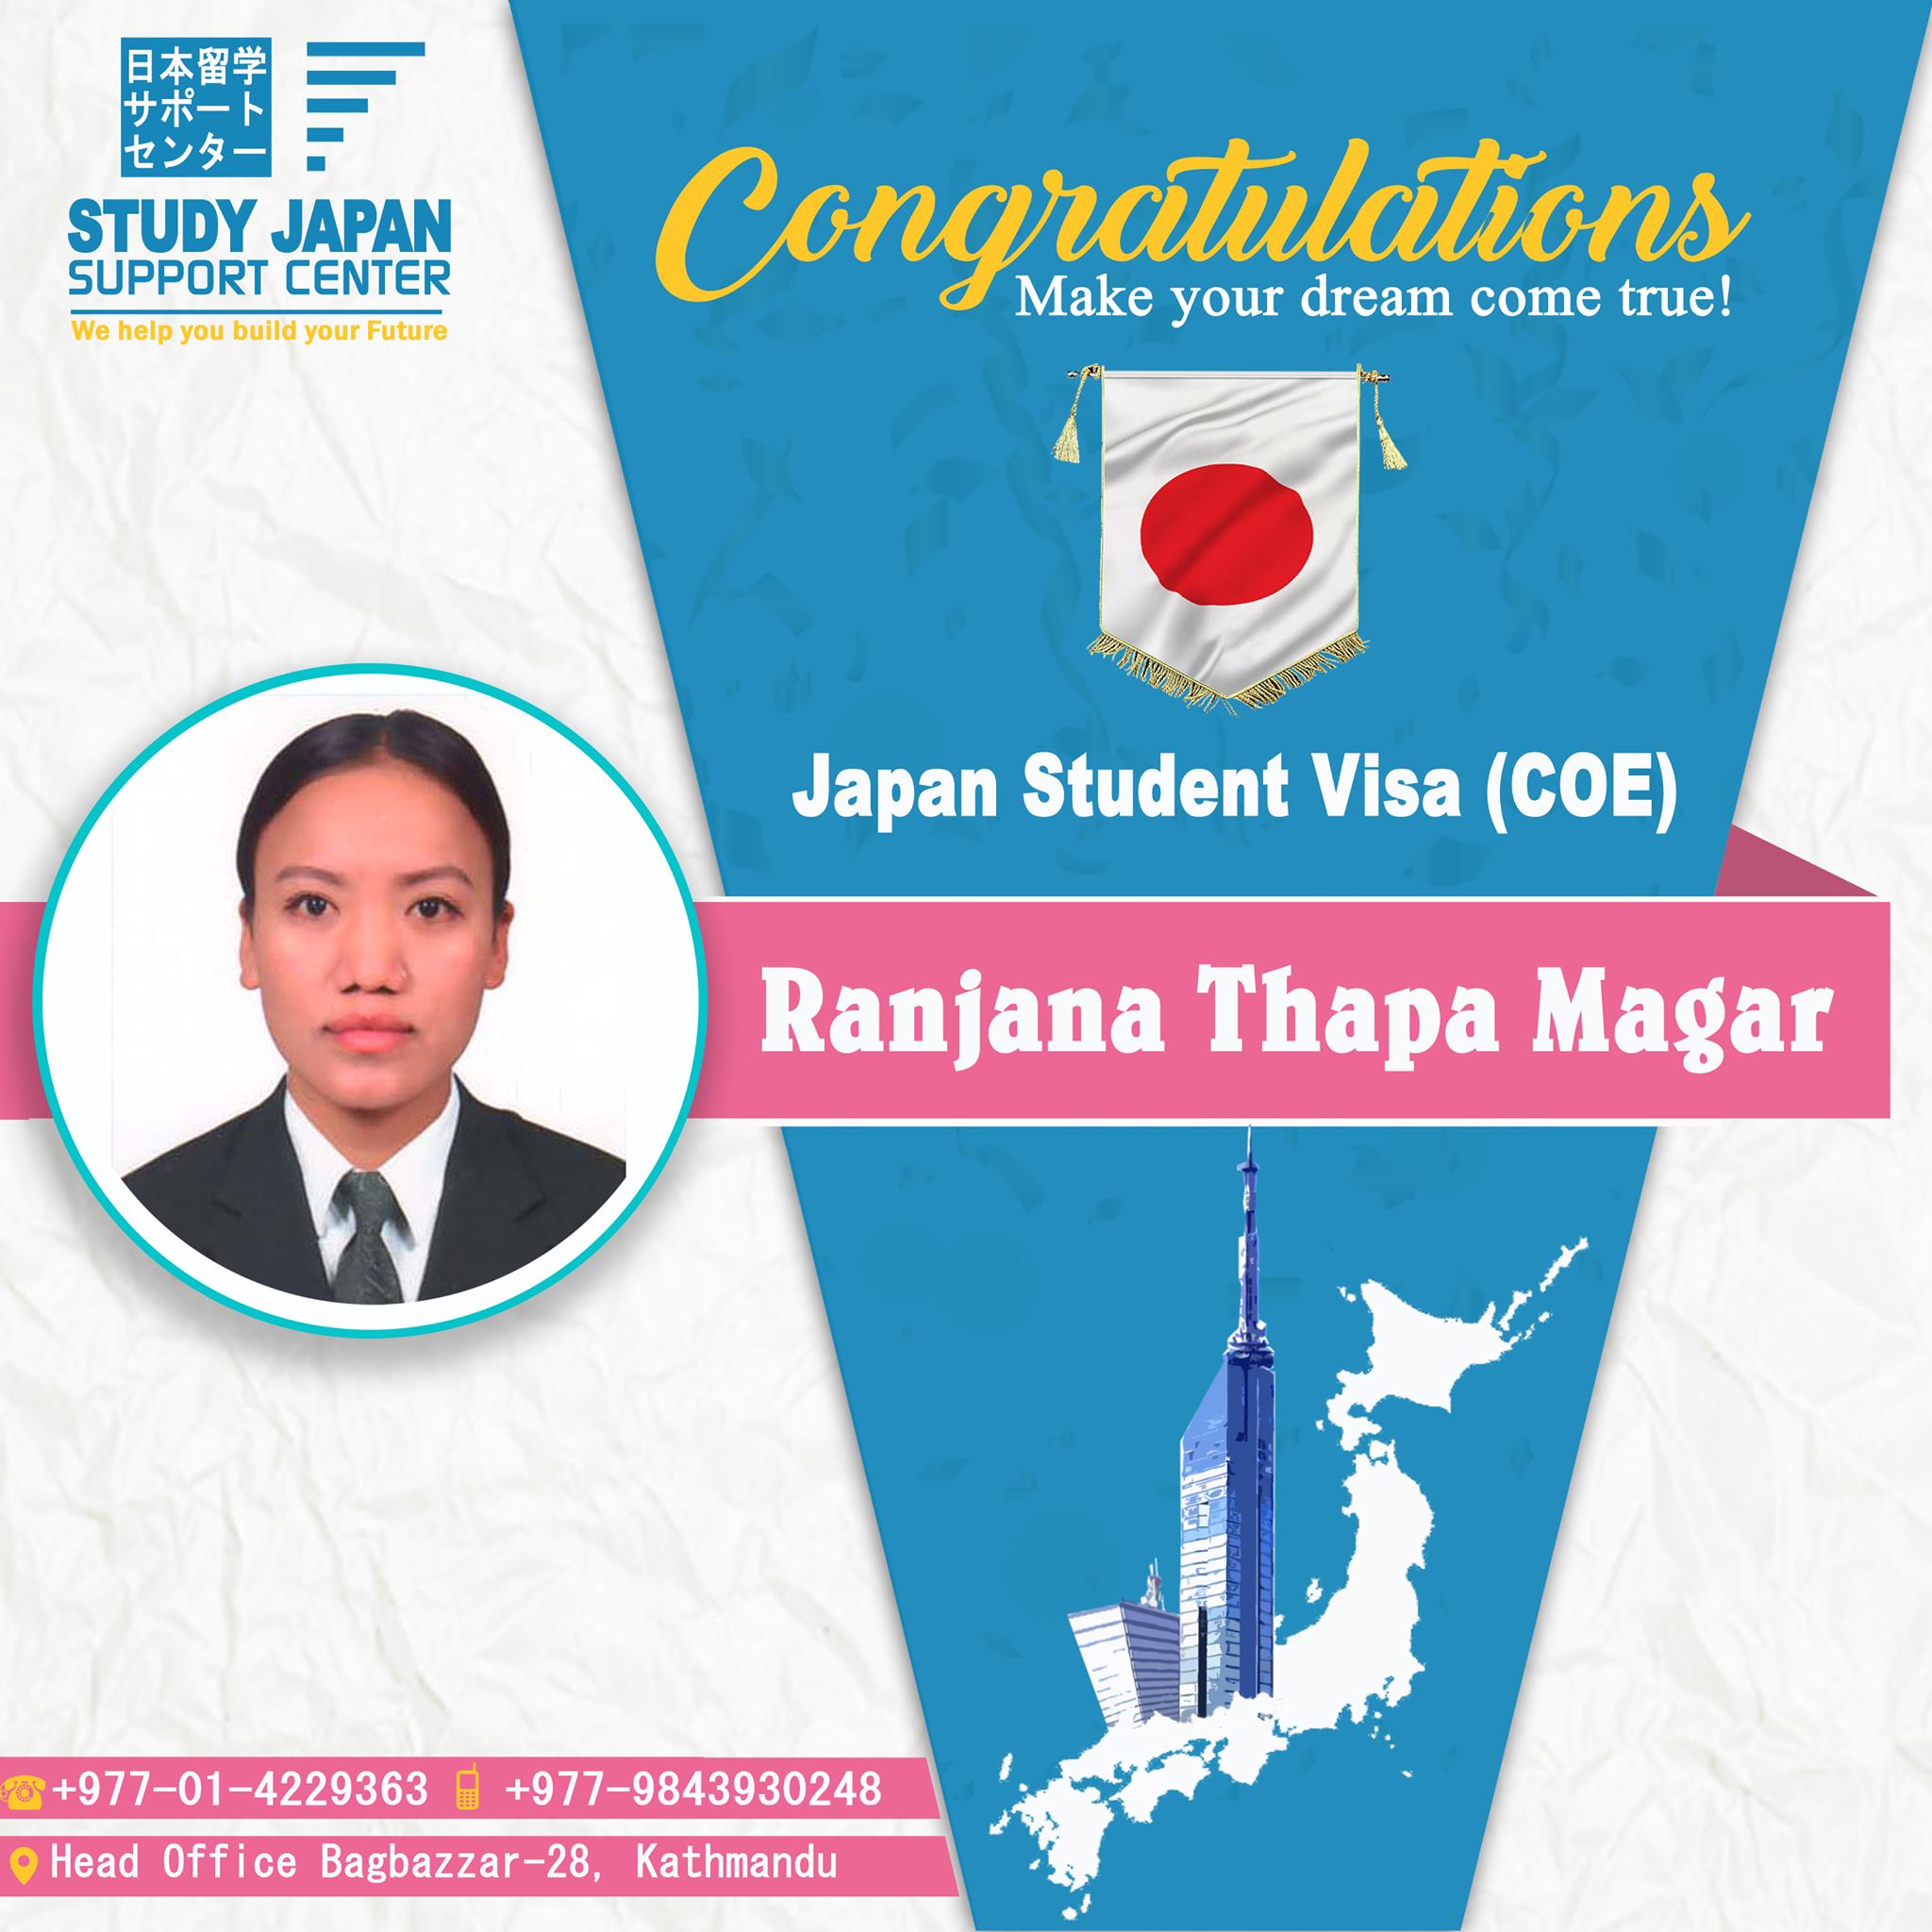 日本留学
サポート
センター
STUDY JAPAN
SUPPORT CENTER
We help you build your Future
Congratulations
Make your dream come true!
Japan Student Visa (COE)
Ranjana Thapa Magar
+977-01-4229363 +977-9843930248
Head Office Bagbazzar-28, Kathmandu